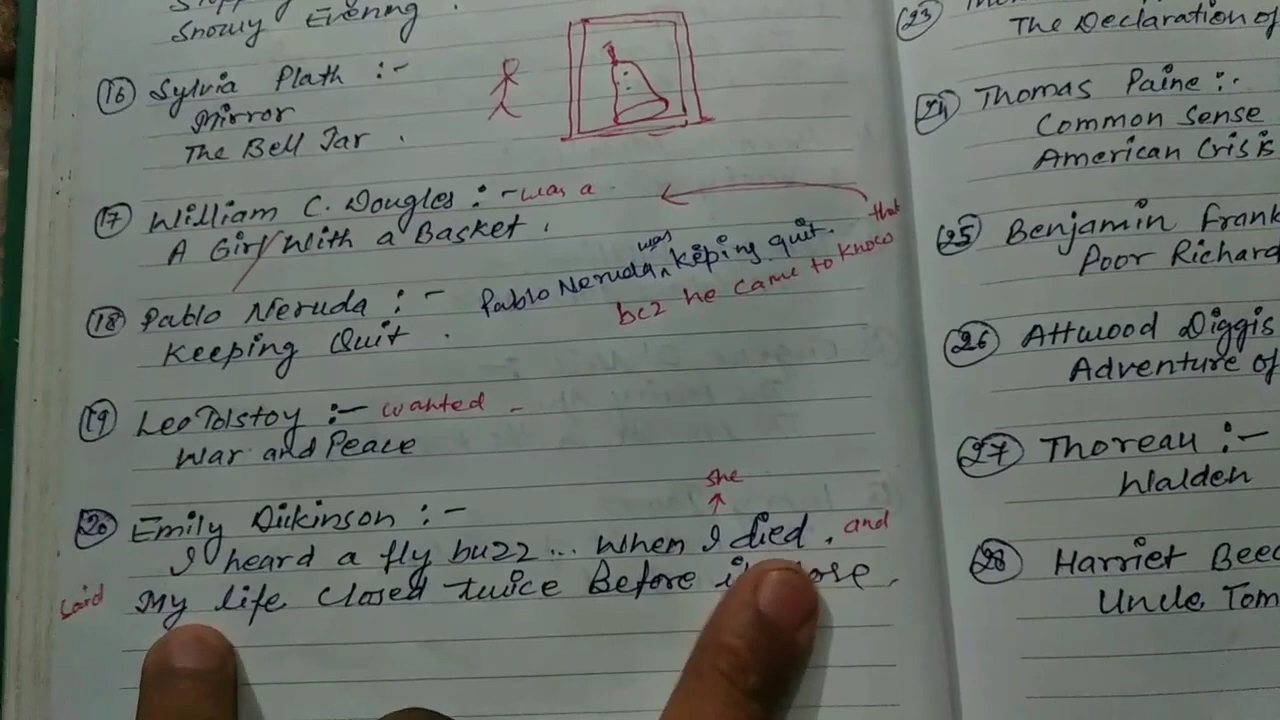 Snowy Evening.
(16) Sylvia Plath :-
Mirror
The Bell Jar.
(17) William C. Dougles :- was a
A Girl With a Basket.
(18) Pablo Neruda :- Pablo Neruda was keping quit.
bcz he came to know that
Keeping Quit.
(19) Leo Tolstoy :- wanted -
War and Peace
(20) Emily Dickinson :-
she
I heard a fly buzz... When I died. and
said My life closed twice Before
(23)
The Declaration of
(24) Thomas Paine :-
Common Sense
American Crisis
(25) Benjamin Frank
Poor Richard
(26) Attwood Diggis
Adventure of
(27) Thoreau :-
Walden
(28) Harriet Beec
Uncle Tom